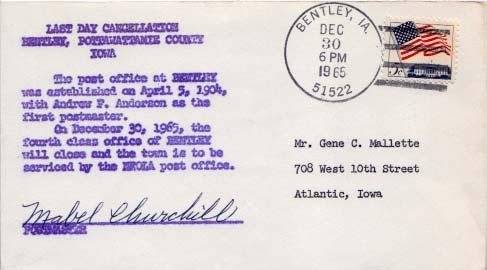 LAST DAY CANCELLATION
BENTLEY, POTTAWATTAMIE COUNTY
IOWA
The post office at BENTLEY
was established on April 5, 1904,
with Andrew F. Anderson as the
first postmaster.
On December 30, 1965, the
fourth class office of BENTLEY
will close and the town is to be
serviced by the NEOLA post office.
Mabel Churchill
POSTMASTER
BENTLEY, IA.
DEC
30
6 PM
1965
51522
5c
Mr. Gene C. Mallette
708 West 10th Street
Atlantic, Iowa